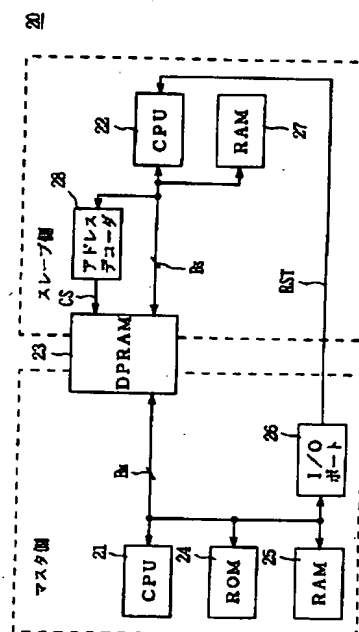 20
マスタ側
スレーブ側
21
CPU
24
ROM
25
RAM
26
I/O
ポート
BM
23
DPRAM
CS
28
アドレス
デコーダ
Bs
22
CPU
RAM
27
RST